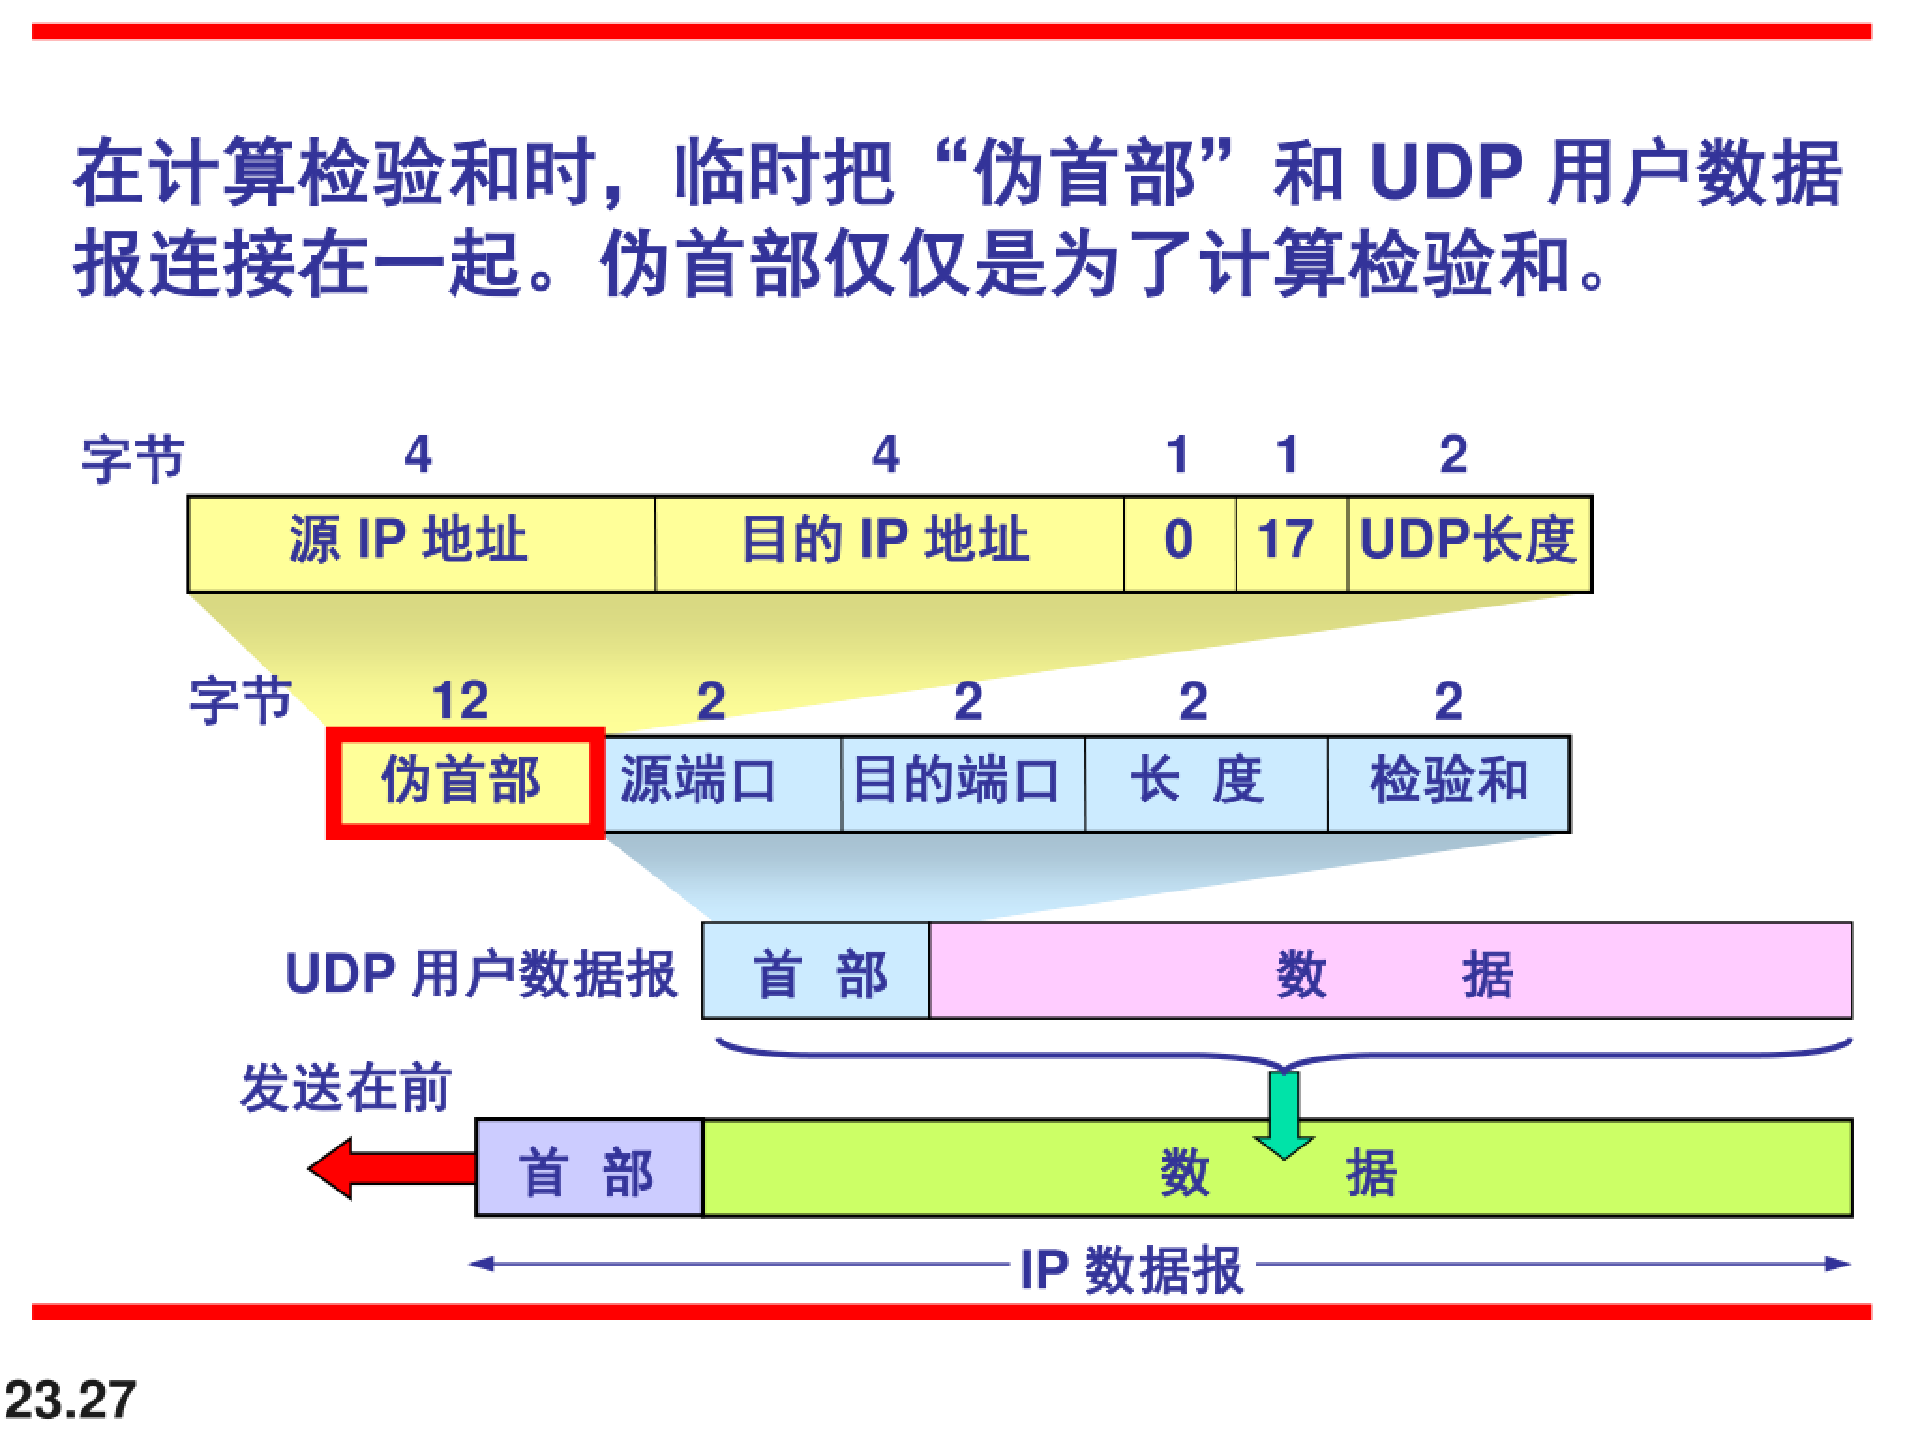 在计算检验和时，临时把“伪首部”和 UDP 用户数据
报连接在一起。伪首部仅仅是为了计算检验和。
字节 4 4 1 1 2
源 IP 地址 目的 IP 地址 0 17 UDP长度
字节 12 2 2 2 2
伪首部 源端口 目的端口 长 度 检验和
UDP 用户数据报 首 部 数 据
发送在前
首 部 数 据
IP 数据报
23.27